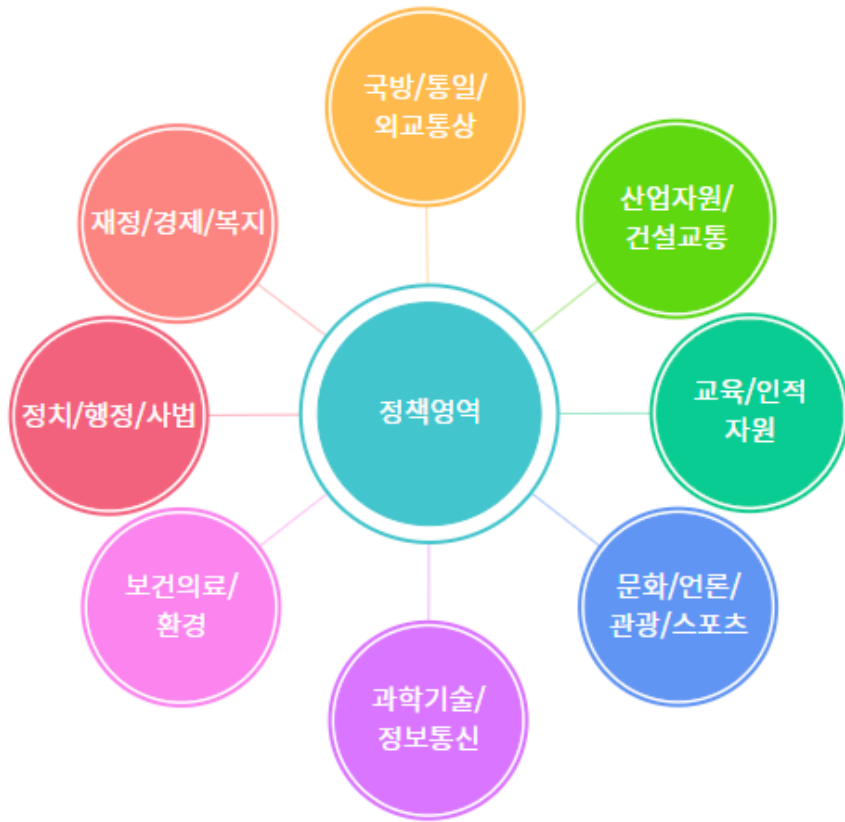 국방/통일/
외교통상
산업자원/
건설교통
재정/경제/복지
교육/인적
자원
정치/행정/사법
정책영역
문화/언론/
관광/스포츠
보건의료/
환경
과학기술/
정보통신